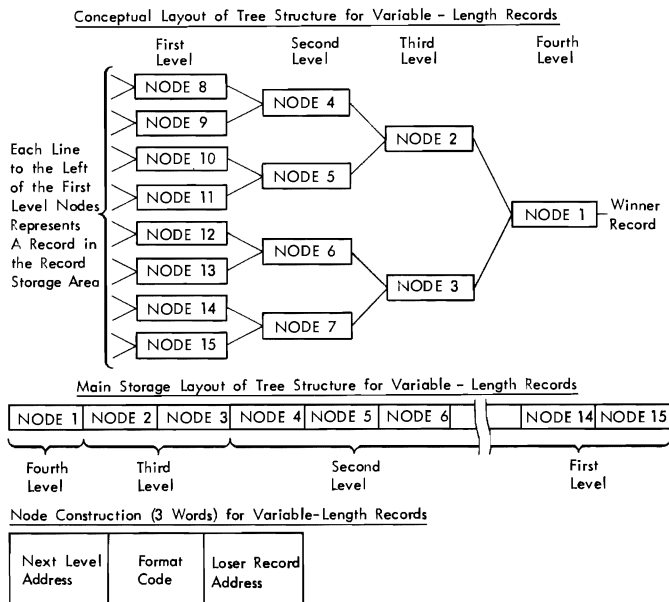 Conceptual Layout of Tree Structure for Variable - Length Records
First Level
Second Level
Third Level
Fourth Level
Each Line
to the Left
of the First
Level Nodes
Represents
A Record in
the Record
Storage Area
NODE 8
NODE 9
NODE 10
NODE 11
NODE 12
NODE 13
NODE 14
NODE 15
NODE 4
NODE 5
NODE 6
NODE 7
NODE 2
NODE 3
NODE 1
Winner
Record
Main Storage Layout of Tree Structure for Variable - Length Records
NODE 1 NODE 2 NODE 3 NODE 4 NODE 5 NODE 6 NODE 14 NODE 15
Fourth
Level
Third
Level
Second
Level
First
Level
Node Construction (3 Words) for Variable-Length Records
Next Level
Address
Format
Code
Loser Record
Address